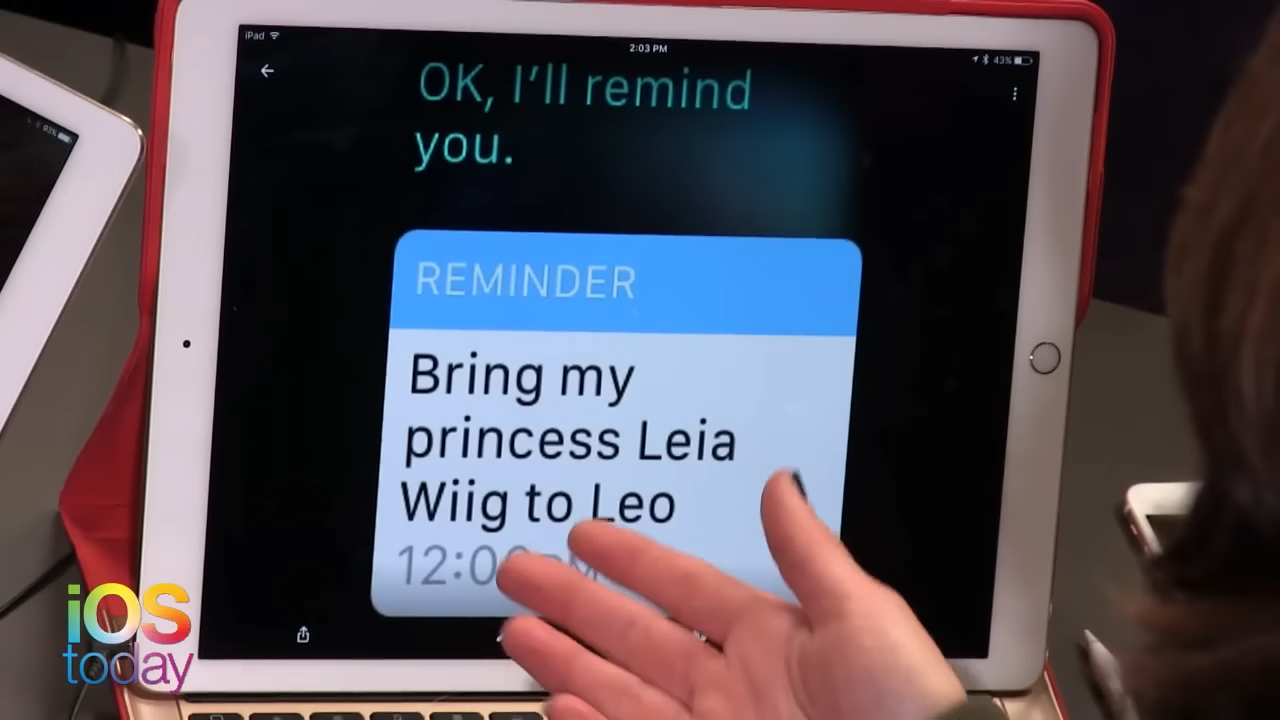 iPad
2:03 PM
43%
93%
OK, I'll remind
you.
REMINDER
Bring my
princess Leia
Wiig to Leo
iOS
today